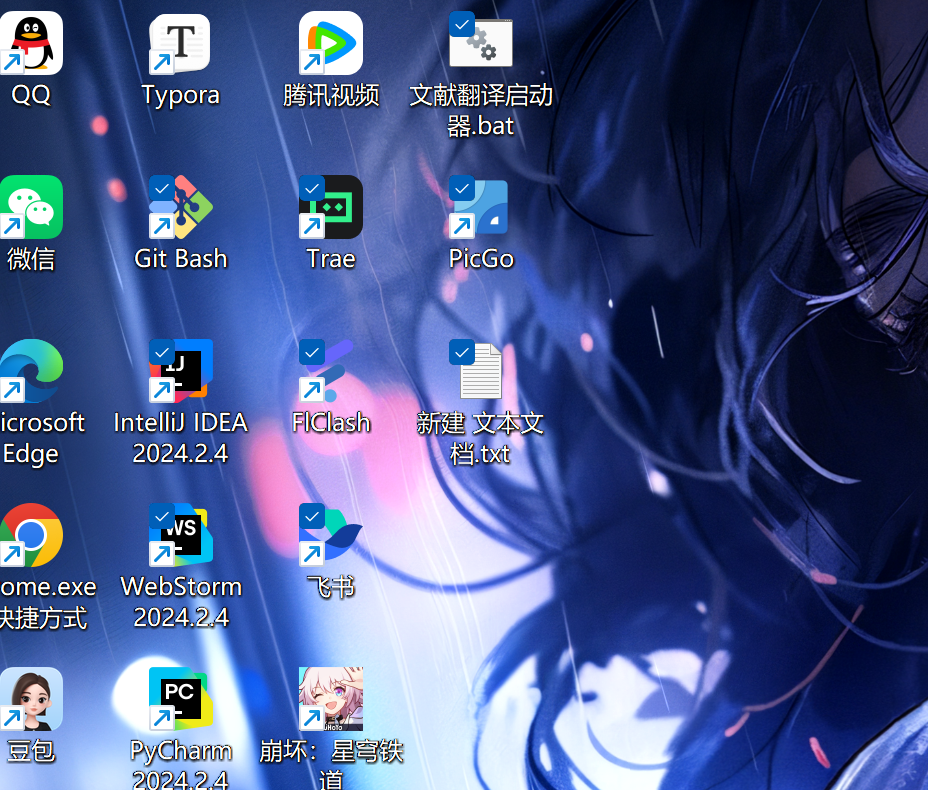 QQ
Typora
腾讯视频
文献翻译启动
器.bat
微信
Git Bash
Trae
PicGo
icrosoft
Edge
IJ
IntelliJ IDEA
2024.2.4
FlClash
新建 文本文
档.txt
ome.exe
快捷方式
WS
WebStorm
2024.2.4
飞书
豆包
PC
PyCharm
2024.2.4
崩坏：星穹铁
道